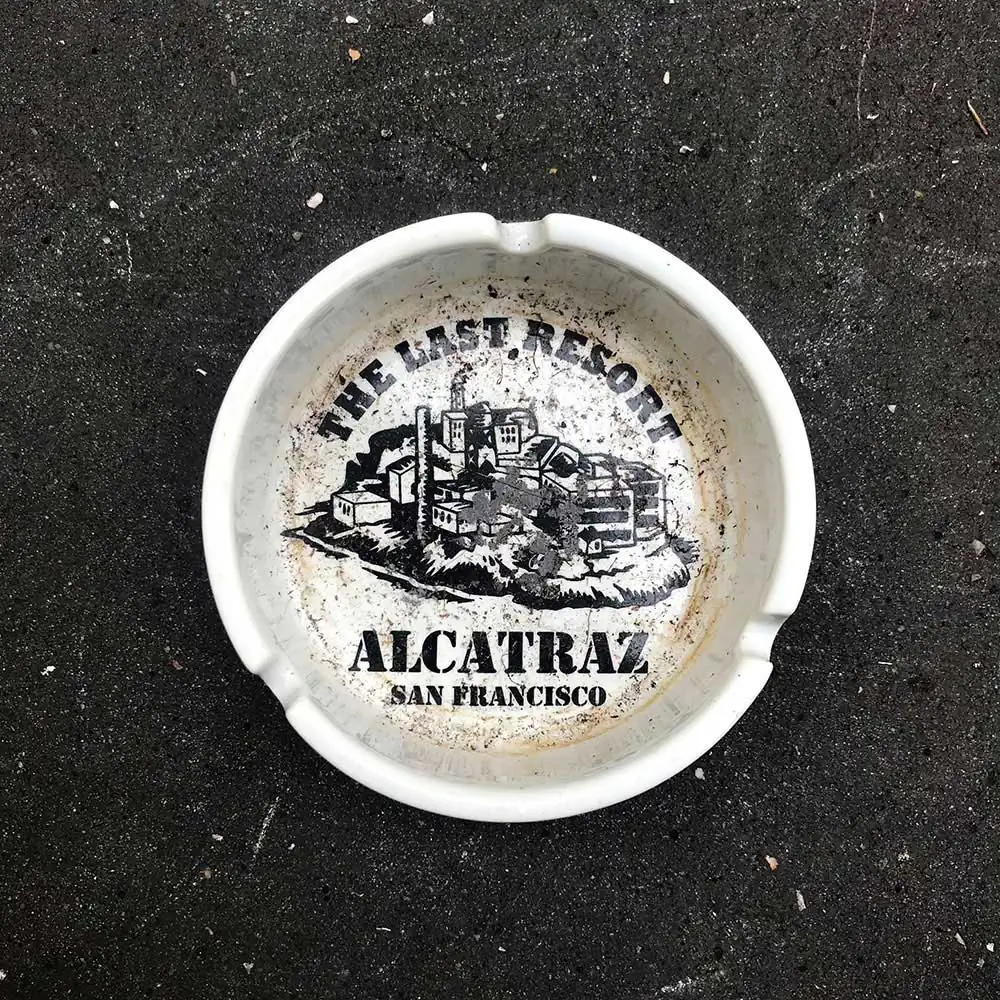 THE LAST RESORT
ALCATRAZ
SAN FRANCISCO